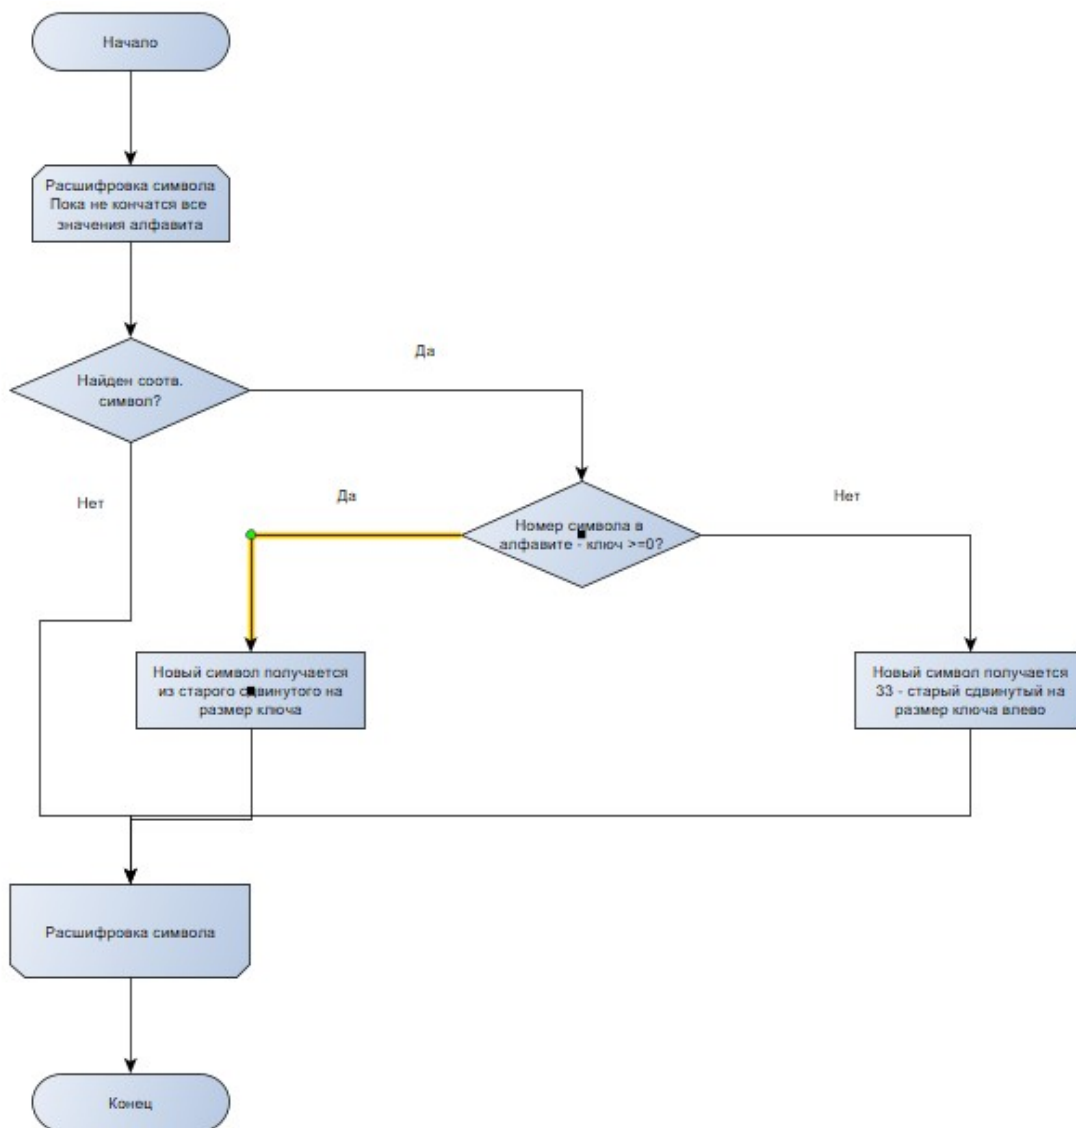 Начало
Расшифровка символа
Пока не кончатся все
значения алфавита
Да
Найден соотв.
символ?
Нет
Да
Нет
Номер символа в
алфавите - ключ >=0?
Новый символ получается
из старого сдвинутого на
размер ключа
Новый символ получается
33 - старый сдвинутый на
размер ключа влево
Расшифровка символа
Конец